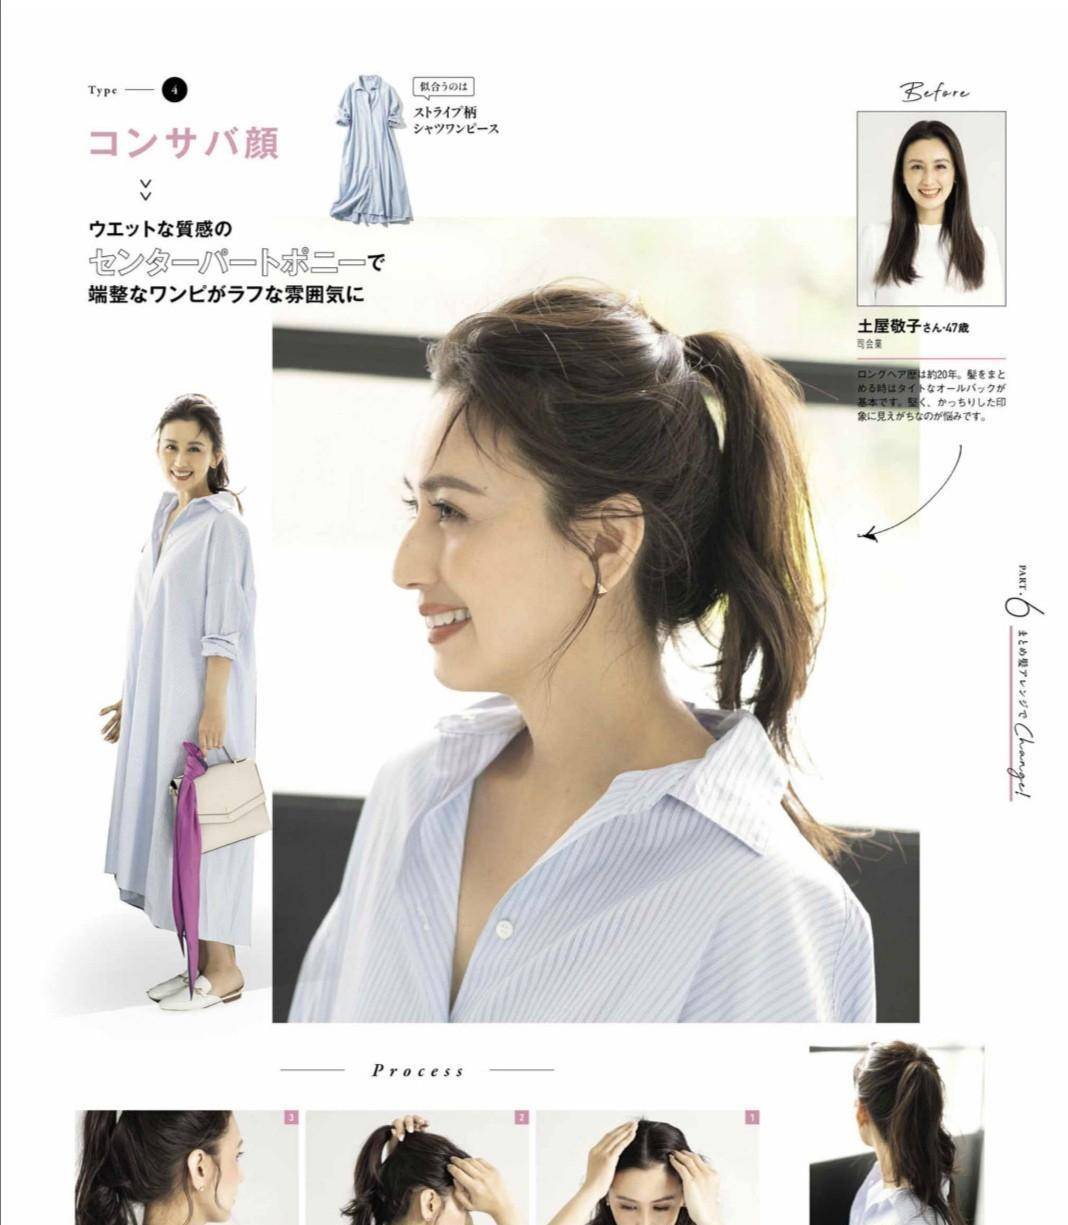 Type 4
コンサバ顔
ウエットな質感の
センターパートポニーで
端整なワンピがラフな雰囲気に
似合うのは
ストライプ柄
シャツワンピース
Before
土屋敬子さん・47歳
司会業
ロングヘア歴は約20年。髪をまと
める時はタイトなオールバックが
基本です。堅く、かっちりした印
象に見えがちなのが悩みです。
PART.6 まとめ髪アレンジで Change!
Process
3
2
1